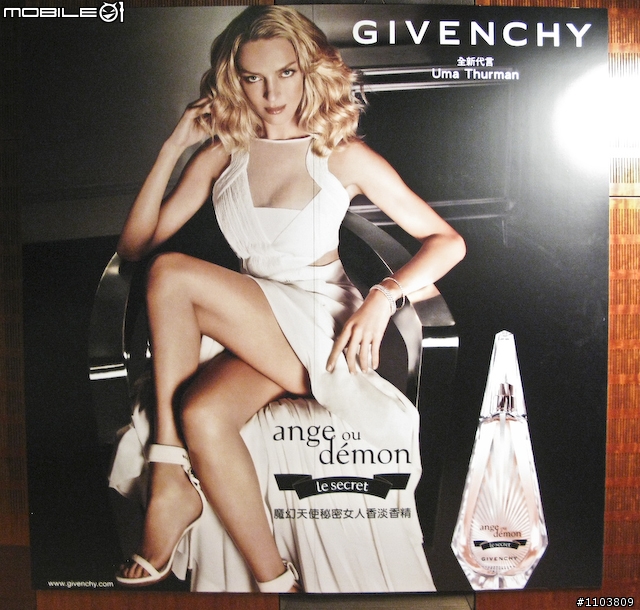 MOBILE01
GIVENCHY
全新代言
Uma Thurman
ange ou
démon
le secret
魔幻天使秘密女人香淡香精
ange ou
démon
le secret
GIVENCHY
www.givenchy.com
#1103809